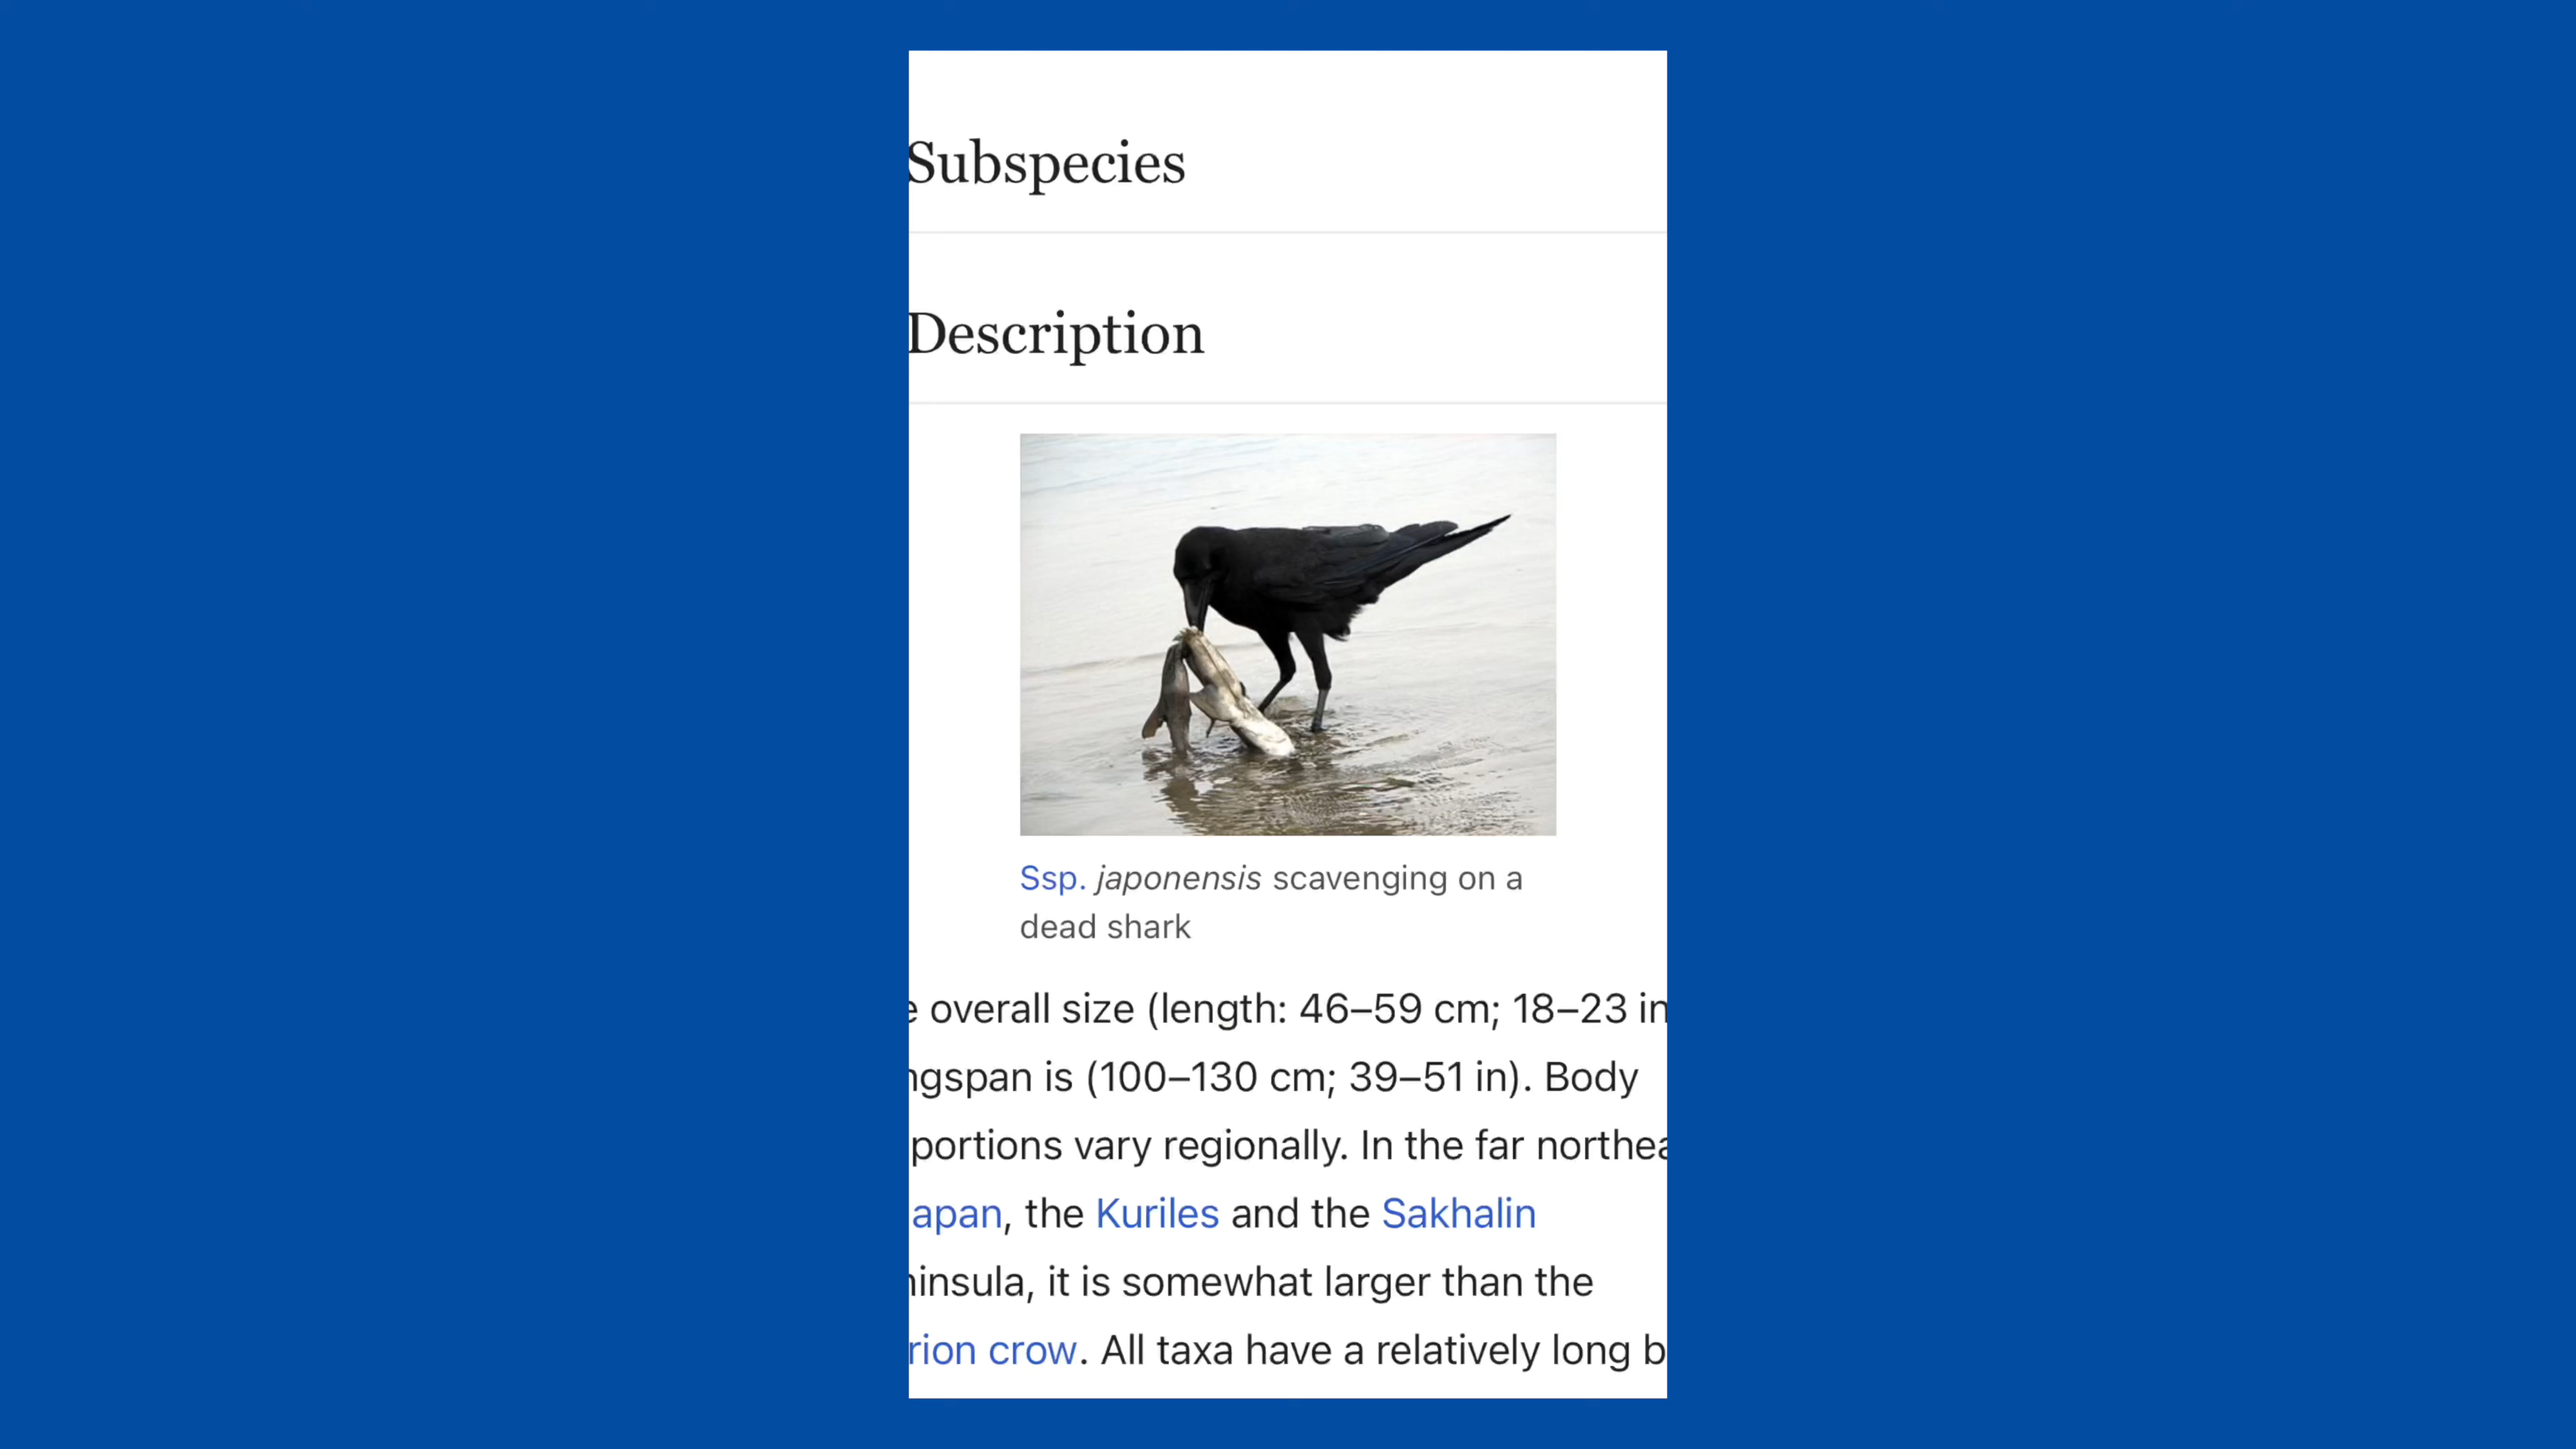 Subspecies
Description
Ssp. japonensis scavenging on a
dead shark
overall size (length: 46–59 cm; 18–23 in
ngspan is (100–130 cm; 39–51 in). Body
portions vary regionally. In the far northea
apan, the Kuriles and the Sakhalin
insula, it is somewhat larger than the
rion crow. All taxa have a relatively long b